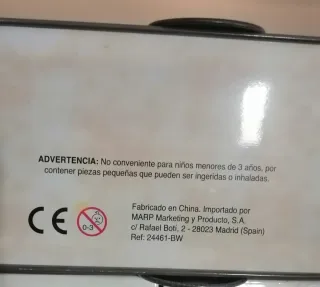 ADVERTENCIA: No conveniente para niños menores de 3 años, por
contener piezas pequeñas que pueden ser ingeridas o inhaladas.
CE
0-3
Fabricado en China. Importado por
MARP Marketing y Producto, S.A.
c/ Rafael Botí, 2 - 28023 Madrid (Spain)
Ref: 24461-BW